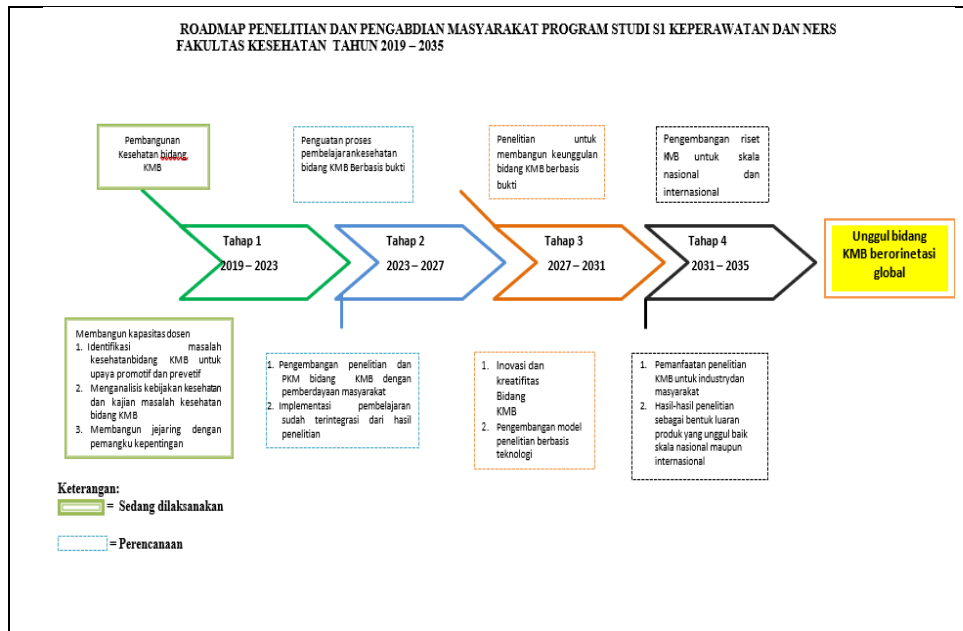 ROADMAP PENELITIAN DAN PENGABDIAN MASYARAKAT PROGRAM STUDI S1 KEPERAWATAN DAN NERS
FAKULTAS KESEHATAN TAHUN 2019 – 2035
Pembangunan
Kesehatan bidang
KMB
Penguatan proses
pembelajarankesehatan
bidang KMB Berbasis bukti
Penelitian untuk
membangun keunggulan
bidang KMB berbasis
bukti
Pengembangan riset
KMB untuk skala
nasional dan
internasional
Tahap 1
2019 – 2023
Tahap 2
2023 – 2027
Tahap 3
2027 – 2031
Tahap 4
2031 – 2035
Unggul bidang
KMB berorinetasi
global
Membangun kapasitas dosen
1. Identifikasi masalah
kesehatanbidang KMB untuk
upaya promotif dan prevetif
2. Menganalisis kebijakan kesehatan
dan kajian masalah kesehatan
bidang KMB
3. Membangun jejaring dengan
pemangku kepentingan
1. Pengembangan penelitian dan
PKM bidang KMB dengan
pemberdayaan masyarakat
2. Implementasi pembelajaran
sudah terintegrasi dari hasil
penelitian
1. Inovasi dan
kreatifitas
Bidang
KMB
2. Pengembangan model
penelitian berbasis
teknologi
1. Pemanfaatan penelitian
KMB untuk industrydan
masyarakat
2. Hasil-hasil penelitian
sebagai bentuk luaran
produk yang unggul baik
skala nasional maupun
internasional
Keterangan:
= Sedang dilaksanakan
= Perencanaan